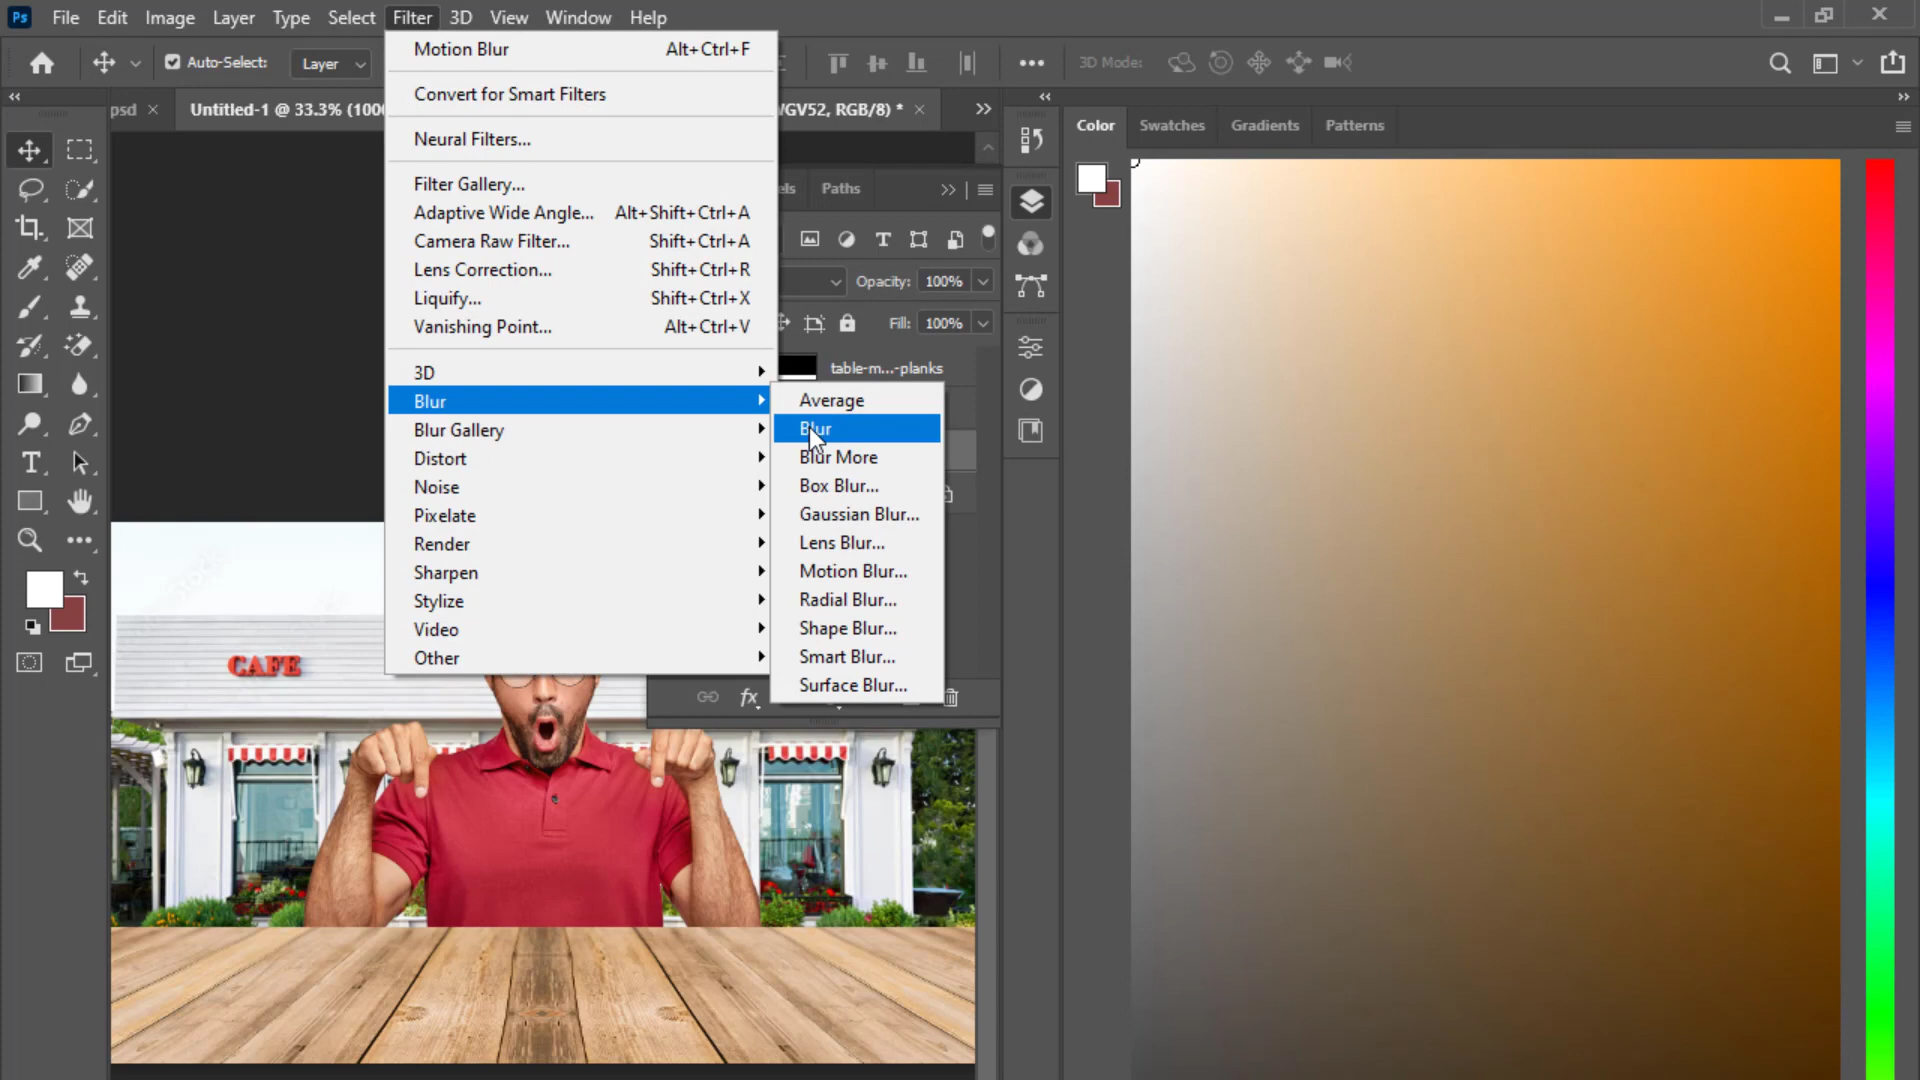 Ps File Edit Image Layer Type Select Filter 3D View Window Help
Auto-Select: Layer
3D Mode:
psd × Untitled-1 @ 33.3% (1000
/GV52, RGB/8) * ×
Motion Blur Alt+Ctrl+F
Convert for Smart Filters
Neural Filters...
Filter Gallery...
Adaptive Wide Angle... Alt+Shift+Ctrl+A
Camera Raw Filter... Shift+Ctrl+A
Lens Correction... Shift+Ctrl+R
Liquify... Shift+Ctrl+X
Vanishing Point... Alt+Ctrl+V
3D
Blur
Blur Gallery
Distort
Noise
Pixelate
Render
Sharpen
Stylize
Video
Other
Average
Blur
Blur More
Box Blur...
Gaussian Blur...
Lens Blur...
Motion Blur...
Radial Blur...
Shape Blur...
Smart Blur...
Surface Blur...
els Paths
Opacity: 100%
Fill: 100%
table-m...-planks
fx
Color Swatches Gradients Patterns
CAFE